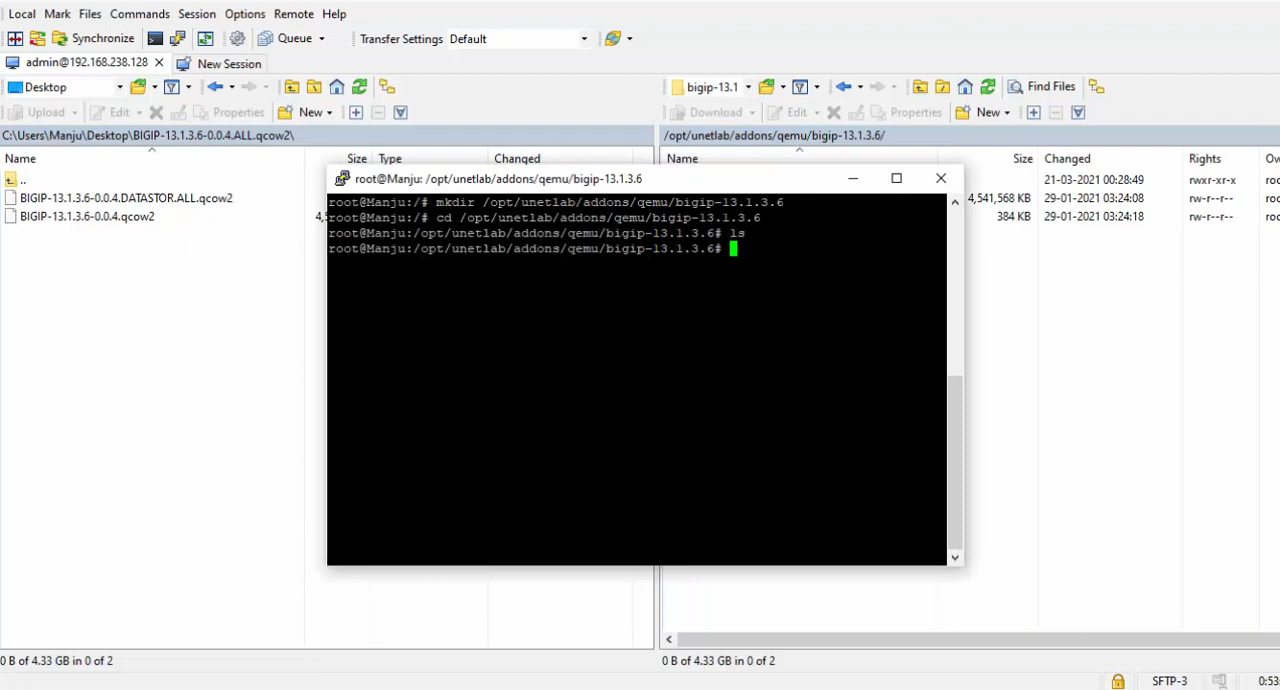 Local Mark Files Commands Session Options Remote Help
Synchronize Queue Transfer Settings Default
admin@192.168.238.128 New Session
Desktop bigip-13.1 Find Files
Upload Edit Properties New Download Edit Properties New
C:\Users\Manju\Desktop\BIGIP-13.1.3.6-0.0.4.ALL.qcow2\ /opt/unetlab/addons/qemu/bigip-13.1.3.6/
Name Size Type Changed Name Size Changed Rights
.. 21-03-2021 00:28:49 rwxr-xr-x
BIGIP-13.1.3.6-0.0.4.DATASTOR.ALL.qcow2 4,541,568 KB 29-01-2021 03:24:08 rw-r--r--
BIGIP-13.1.3.6-0.0.4.qcow2 384 KB 29-01-2021 03:24:18 rw-r--r--
root@Manju: /opt/unetlab/addons/qemu/bigip-13.1.3.6
root@Manju:/# mkdir /opt/unetlab/addons/qemu/bigip-13.1.3.6
root@Manju:/# cd /opt/unetlab/addons/qemu/bigip-13.1.3.6
root@Manju:/opt/unetlab/addons/qemu/bigip-13.1.3.6# ls
root@Manju:/opt/unetlab/addons/qemu/bigip-13.1.3.6#
0 B of 4.33 GB in 0 of 2 0 B of 4.33 GB in 0 of 2
SFTP-3 0:53